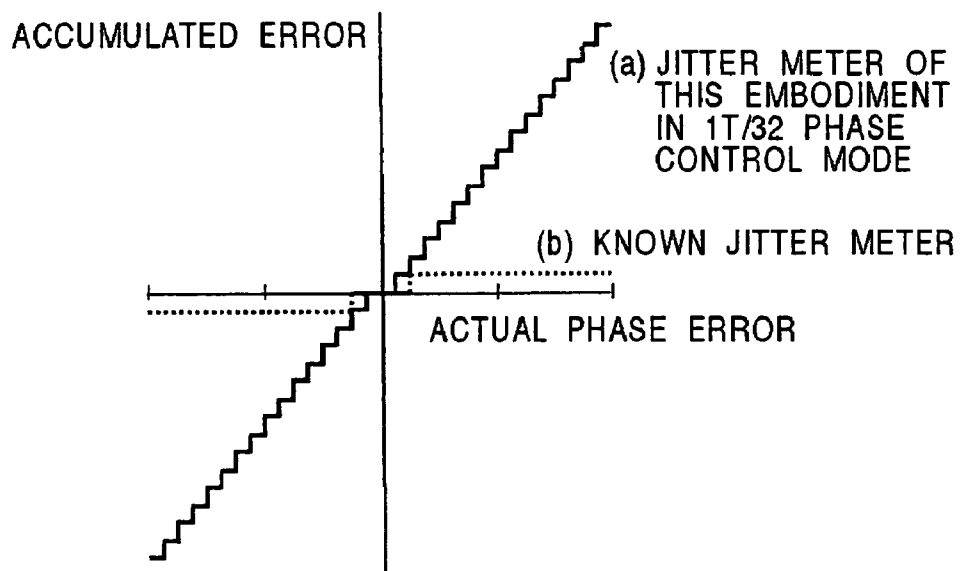 ACCUMULATED ERROR
(a) JITTER METER OF
THIS EMBODIMENT
IN 1T/32 PHASE
CONTROL MODE
(b) KNOWN JITTER METER
ACTUAL PHASE ERROR